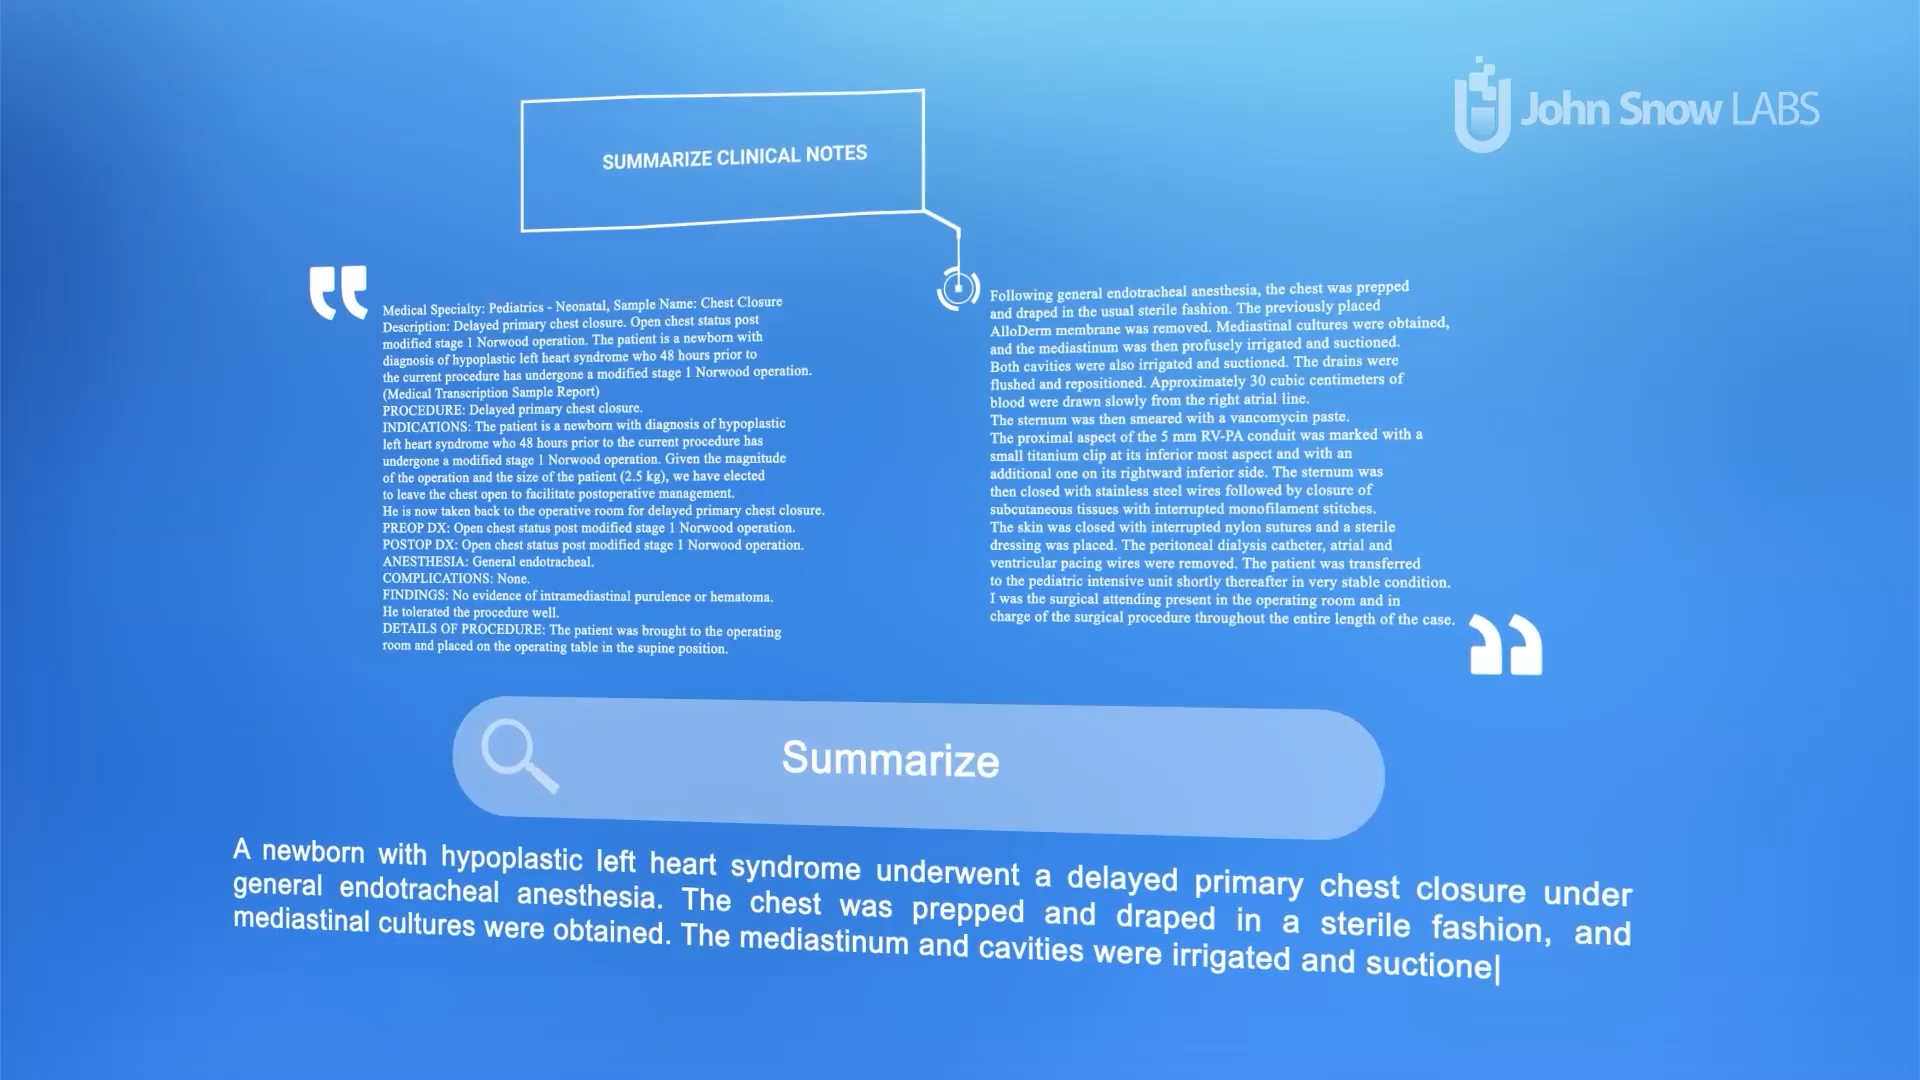 John Snow LABS
SUMMARIZE CLINICAL NOTES
Medical Specialty: Pediatrics - Neonatal, Sample Name: Chest Closure
Description: Delayed primary chest closure. Open chest status post
modified stage 1 Norwood operation. The patient is a newborn with
diagnosis of hypoplastic left heart syndrome who 48 hours prior to
the current procedure has undergone a modified stage 1 Norwood operation.
(Medical Transcription Sample Report)
PROCEDURE: Delayed primary chest closure.
INDICATIONS: The patient is a newborn with diagnosis of hypoplastic
left heart syndrome who 48 hours prior to the current procedure has
undergone a modified stage 1 Norwood operation. Given the magnitude
of the operation and the size of the patient (2.5 kg), we have elected
to leave the chest open to facilitate postoperative management.
He is now taken back to the operative room for delayed primary chest closure.
PREOP DX: Open chest status post modified stage 1 Norwood operation.
POSTOP DX: Open chest status post modified stage 1 Norwood operation.
ANESTHESIA: General endotracheal.
COMPLICATIONS: None.
FINDINGS: No evidence of intramediastinal purulence or hematoma.
He tolerated the procedure well.
DETAILS OF PROCEDURE: The patient was brought to the operating
room and placed on the operating table in the supine position.
Following general endotracheal anesthesia, the chest was prepped
and draped in the usual sterile fashion. The previously placed
AlloDerm membrane was removed. Mediastinal cultures were obtained,
and the mediastinum was then profusely irrigated and suctioned.
Both cavities were also irrigated and suctioned. The drains were
flushed and repositioned. Approximately 30 cubic centimeters of
blood were drawn slowly from the right atrial line.
The sternum was then smeared with a vancomycin paste.
The proximal aspect of the 5 mm RV-PA conduit was marked with a
small titanium clip at its inferior most aspect and with an
additional one on its rightward inferior side. The sternum was
then closed with stainless steel wires followed by closure of
subcutaneous tissues with interrupted monofilament stitches.
The skin was closed with interrupted nylon sutures and a sterile
dressing was placed. The peritoneal dialysis catheter, atrial and
ventricular pacing wires were removed. The patient was transferred
to the pediatric intensive unit shortly thereafter in very stable condition.
I was the surgical attending present in the operating room and in
charge of the surgical procedure throughout the entire length of the case.
Summarize
A newborn with hypoplastic left heart syndrome underwent a delayed primary chest closure under
general endotracheal anesthesia. The chest was prepped and draped in a sterile fashion, and
mediastinal cultures were obtained. The mediastinum and cavities were irrigated and suctione|